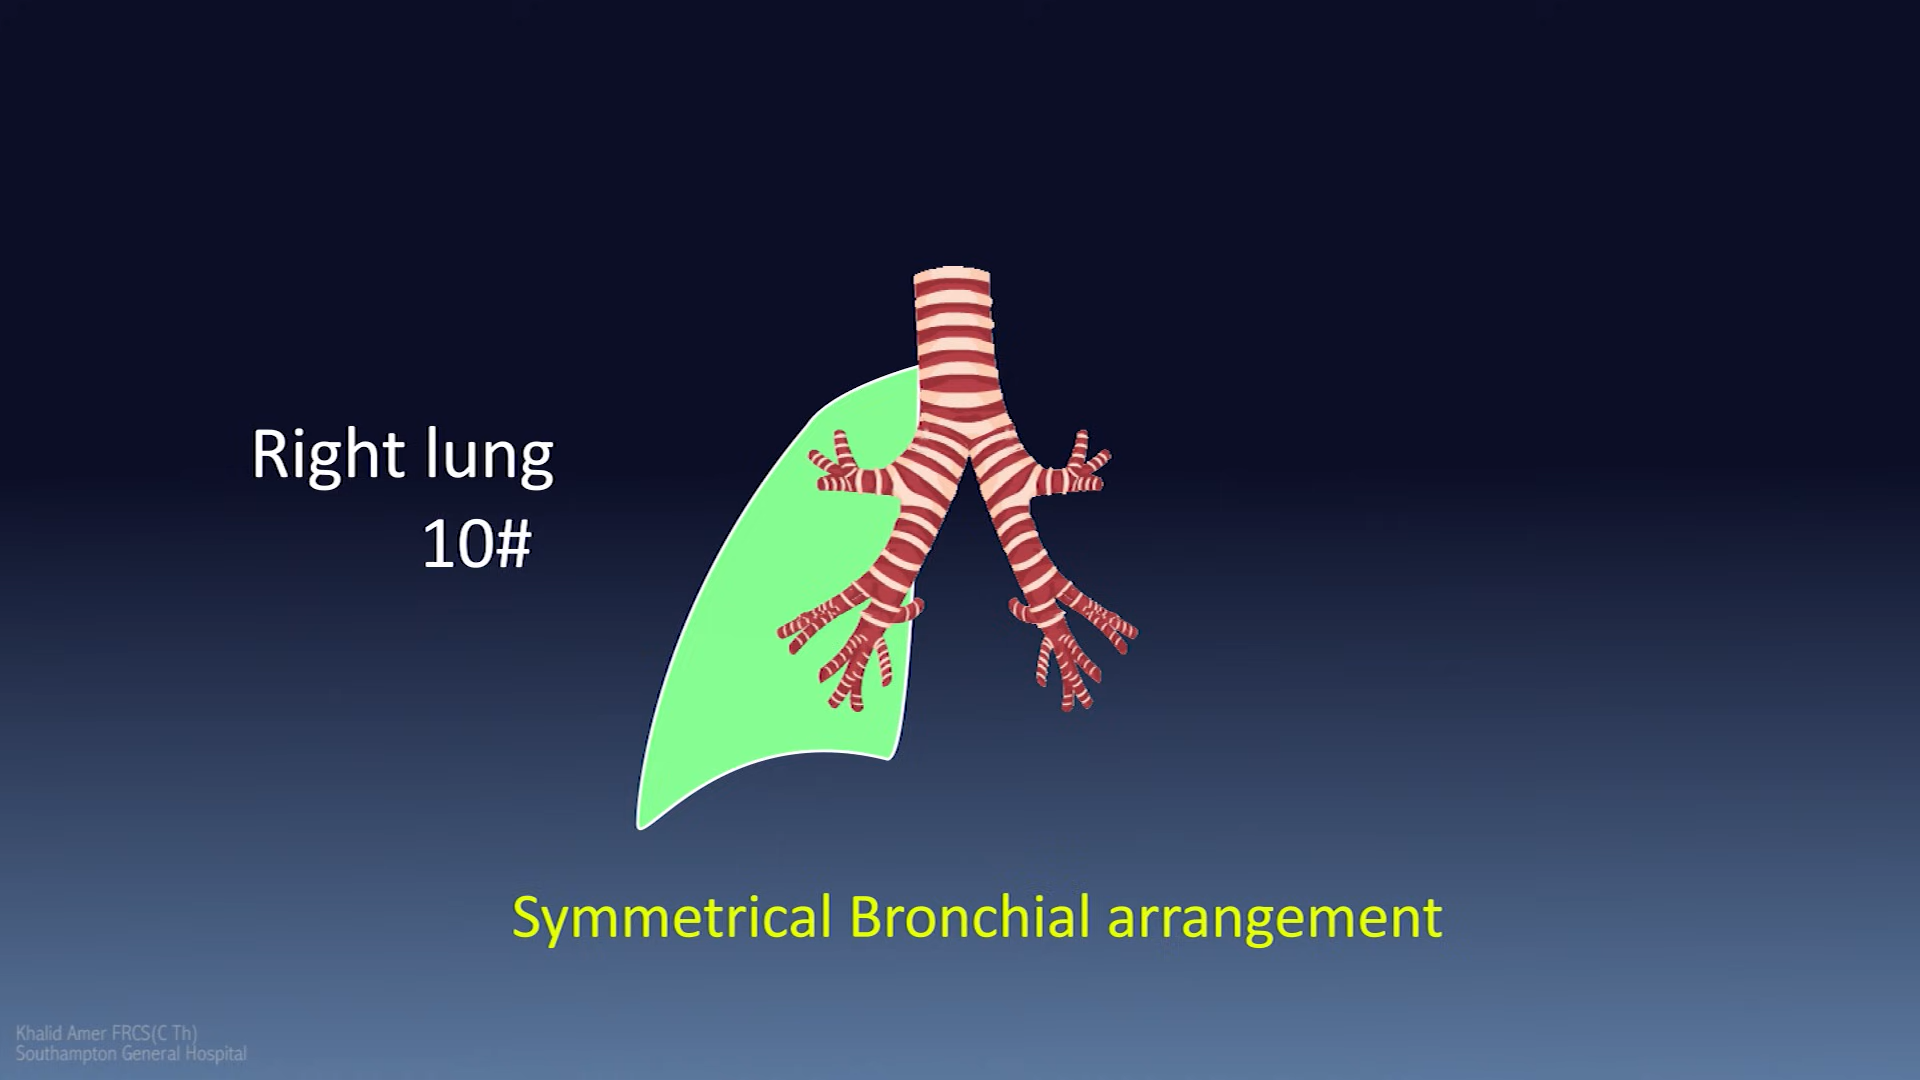 Right lung
10#
Symmetrical Bronchial arrangement
Khalid Amer FRCS(C Th)
Southampton General Hospital